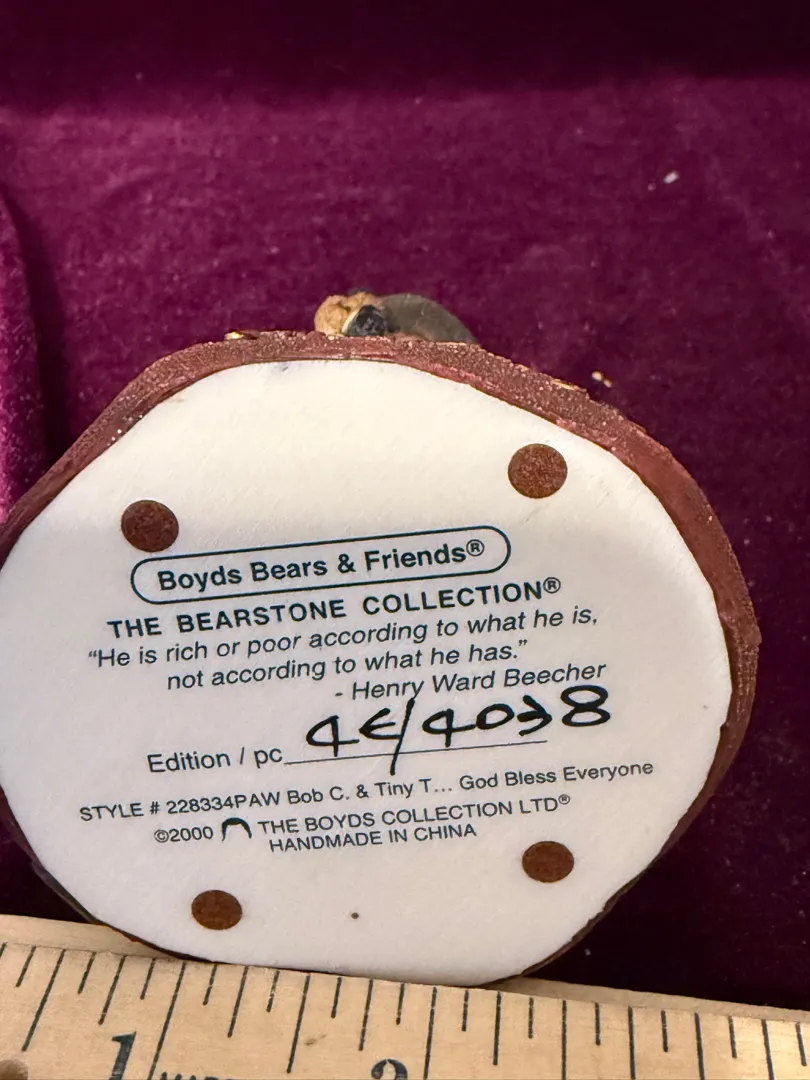 Boyds Bears & Friends®
THE BEARSTONE COLLECTION®
“He is rich or poor according to what he is,
not according to what he has.”
- Henry Ward Beecher
Edition / pc 4E/4038
STYLE # 228334PAW Bob C. & Tiny T... God Bless Everyone
©2000 THE BOYDS COLLECTION LTD®
HANDMADE IN CHINA
1 2